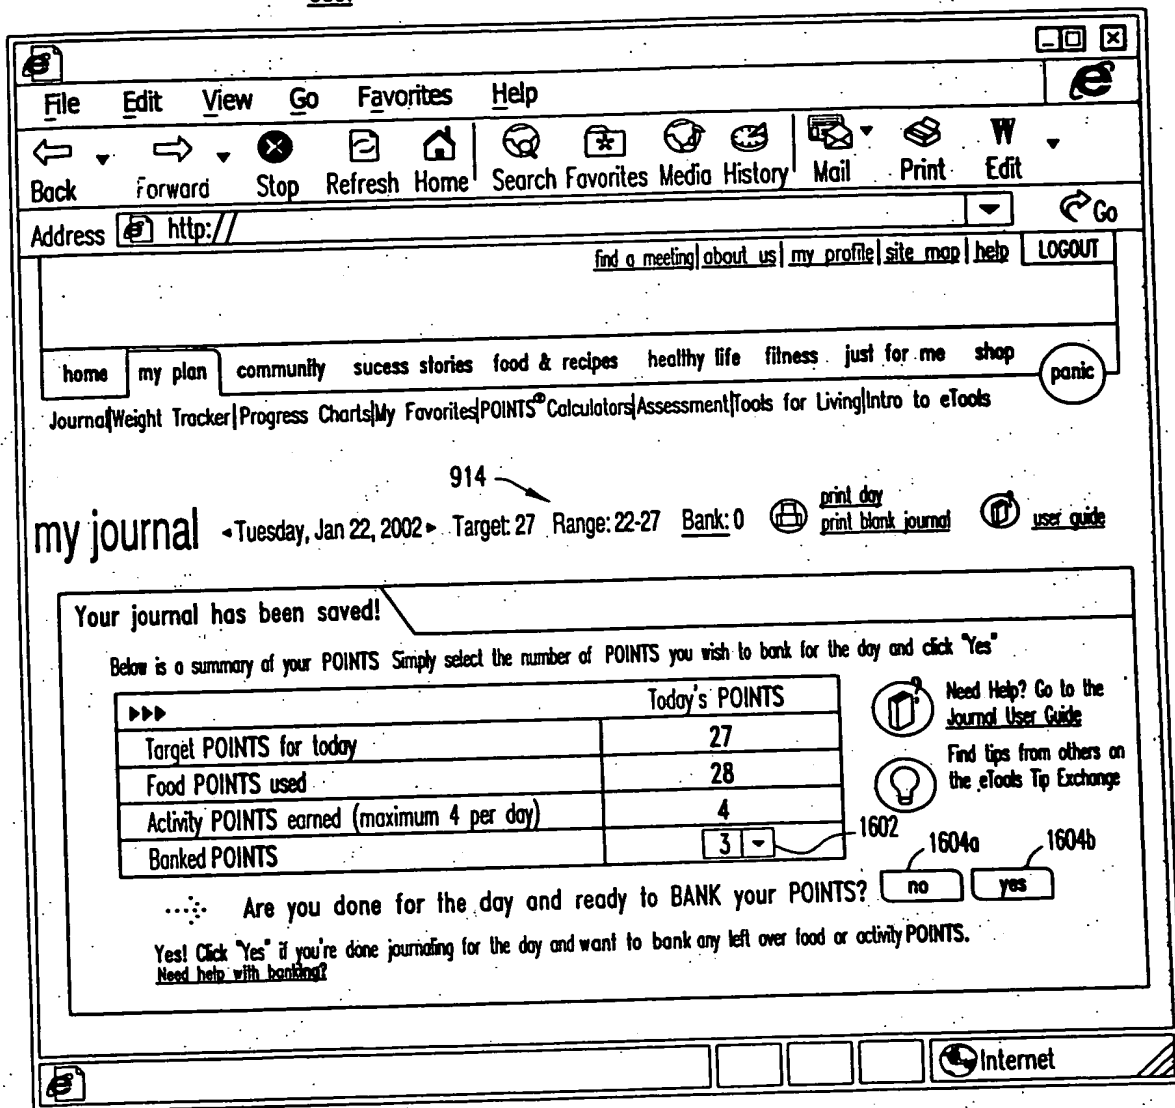 File Edit View Go Favorites Help
Back Forward Stop Refresh Home Search Favorites Media History Mail Print Edit
Address http:// Go
find a meeting| about us| my profile| site map| help LOGOUT
home my plan community sucess stories food & recipes healthy life fitness just for me shop panic
Journal|Weight Tracker|Progress Charts|My Favorites|POINTS® Calculators|Assessment|Tools for Living|Intro to eTools
914
my journal ◂Tuesday, Jan 22, 2002▸ Target: 27 Range: 22-27 Bank: 0 print day
print blank journal user guide
Your journal has been saved!
Below is a summary of your POINTS Simply select the number of POINTS you wish to bank for the day and click "Yes"
▸▸▸ Today's POINTS
Target POINTS for today 27
Food POINTS used 28
Activity POINTS earned (maximum 4 per day) 4
Banked POINTS 3
Need Help? Go to the
Journal User Guide
Find tips from others on
the eTools Tip Exchange
1602
1604a
1604b
Are you done for the day and ready to BANK your POINTS? no yes
Yes! Click "Yes" if you're done journaling for the day and want to bank any left over food or activity POINTS.
Need help with banking?
Internet